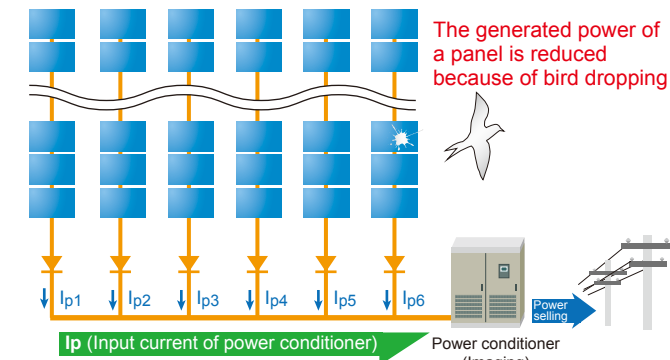 The generated power of
a panel is reduced
because of bird dropping
Ip1
Ip2
Ip3
Ip4
Ip5
Ip6
Power
selling
Ip (Input current of power conditioner)
Power conditioner
(Imaging)